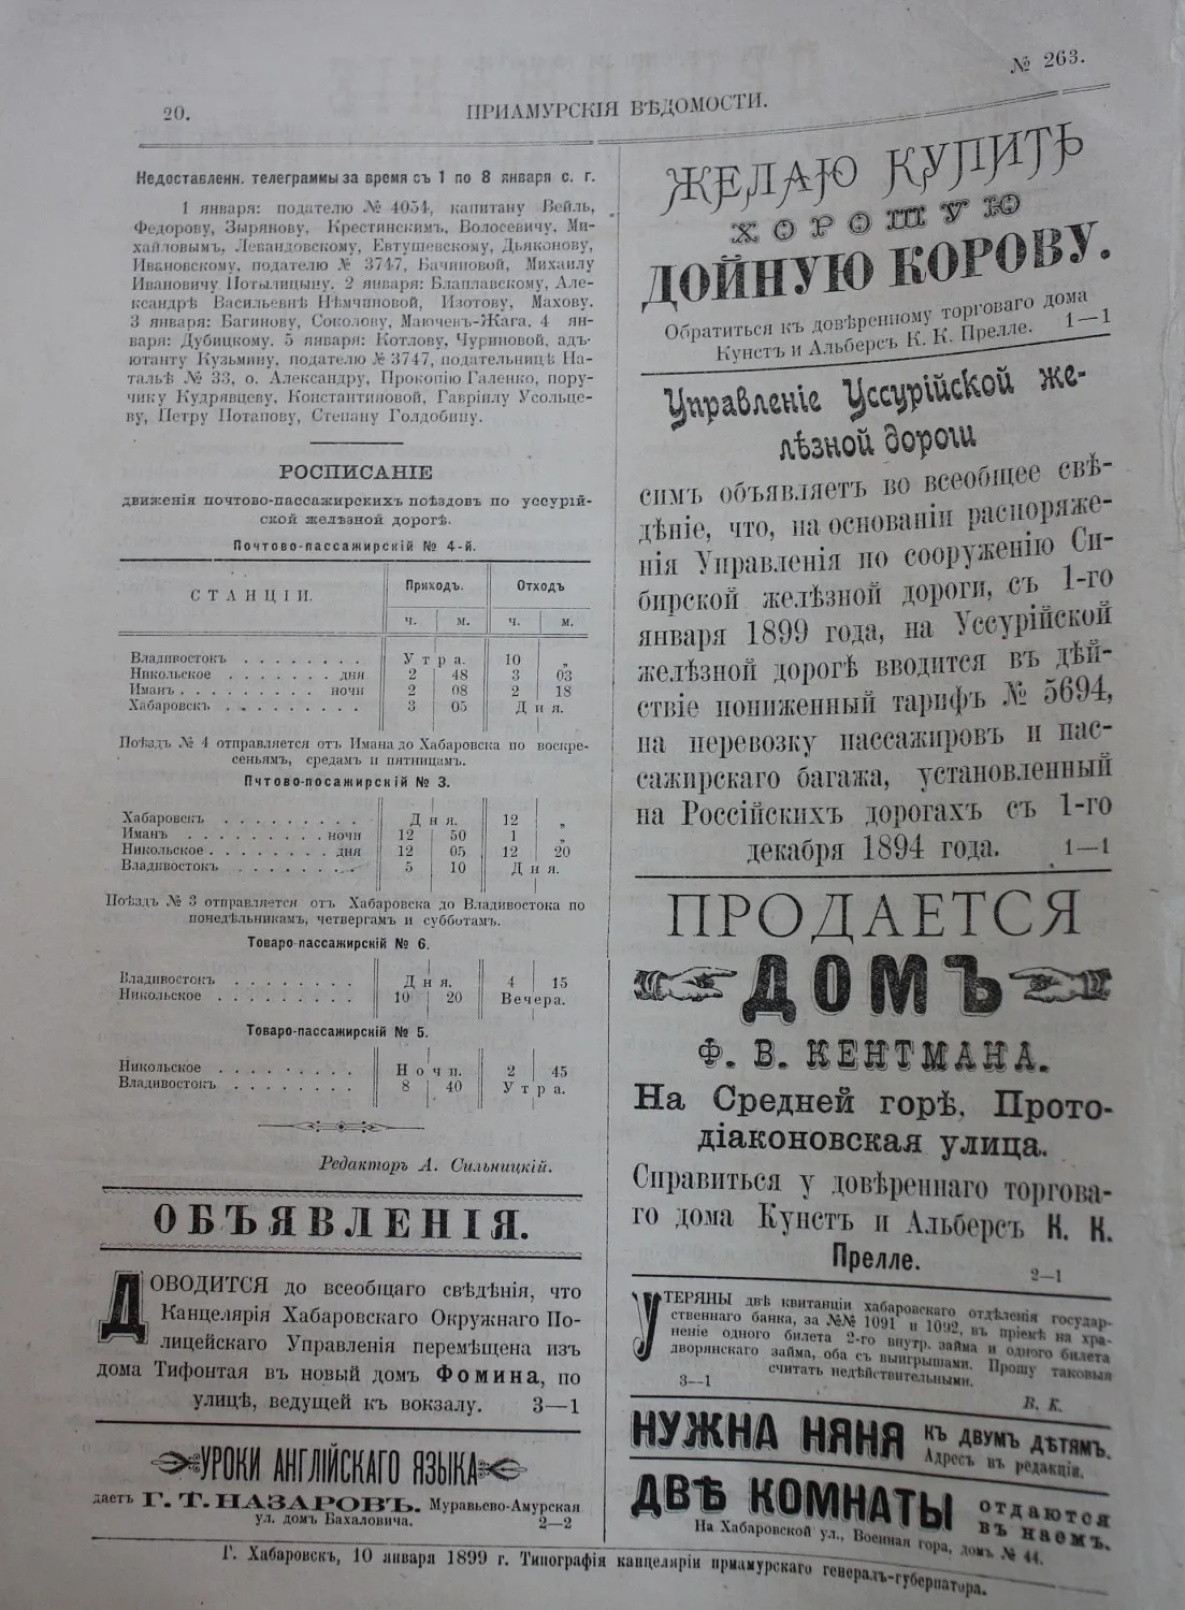 № 263.
20.
ПРИАМУРСКІЯ ВѢДОМОСТИ.
Недоставленн. телеграммы за время съ 1 по 8 января с. г.
1 января: подателю № 4054, капитану Вейль,
Федорову, Зырянову, Крестинскимъ, Волосевичу, Ми-
хайловымъ, Левандовскому, Евтушевскому, Дьяконову,
Ивановскому, подателю № 3747, Бачиновой, Михаилу
Ивановичу Потылицыну. 2 января: Влаплавскому, Але-
ксандрѣ Васильевнѣ Нѣмчиновой, Изотову, Махову.
3 января: Багинову, Соколову, Маючень-Жага. 4 ян-
варя: Дубицкому. 5 января: Котлову, Чуриновой, адъ-
ютанту Кузьмину, подателю № 3747, подательницѣ На-
тальѣ № 33, о. Александру, Прокопію Галенко, пору-
чику Кудрявцеву, Константиновой, Гавріилу Усольце-
ву, Петру Потапову, Степану Голдобину.
РОСПИСАНІЕ
движенія почтово-пассажирскихъ поѣздовъ по уссурій-
ской желѣзной дорогѣ.
Почтово-пассажирскій № 4-й.
СТАНЦІИ. Приходъ. Отходъ
ч. м. ч. м.
Владивостокъ . . . . . . . . Утра. 10 „
Никольское . . . . . . . дня 2 48 3 03
Иманъ . . . . . . . . . ночи 2 08 2 18
Хабаровскъ . . . . . . . . . 3 05 Дня.
Поѣздъ № 4 отправляется отъ Имана до Хабаровска по воскре-
сеньямъ, средамъ и пятницамъ.
Пчтово-посажирскій № 3.
Хабаровскъ . . . . . . . . . Дня. 12 „
Иманъ . . . . . . . . . ночи 12 50 1 „
Никольское . . . . . . . . дня 12 05 12 20
Владивостокъ . . . . . . . . 5 10 Дня.
Поѣздъ № 3 отправляется отъ Хабаровска до Владивостока по
понедѣльникамъ, четвергамъ и субботамъ.
Товаро-пассажирскій № 6.
Владивостокъ . . . . . . . . Дня. 4 15
Никольское . . . . . . . . . 10 20 Вечера.
Товаро-пассажирскій № 5.
Никольское . . . . . . . . . Ночи. 2 45
Владивостокъ . . . . . . . . 8 40 Утра.
Редакторъ А. Сильницкій.
ОБЪЯВЛЕНІЯ.
ДОВОДИТСЯ до всеобщаго свѣдѣнія, что
Канцелярія Хабаровскаго Окружнаго По-
лицейскаго Управленія перемѣщена изъ
дома Тифонтая въ новый домъ Фомина, по
улицѣ, ведущей къ вокзалу. 3—1
УРОКИ АНГЛІЙСКАГО ЯЗЫКА
даетъ Г. Т. НАЗАРОВЪ. Муравьево-Амурская
ул. домъ Бахаловича. 2—2
ЖЕЛАЮ КУПИТЬ
ХОРОШУЮ
ДОЙНУЮ КОРОВУ.
Обратиться къ довѣренному торговаго дома
Кунстъ и Альберсъ К. К. Прелле. 1—1
Управленіе Уссурійской же-
лѣзной дороги
симъ объявляетъ во всеобщее свѣ-
дѣніе, что, на основаніи распоряже-
нія Управленія по сооруженію Си-
бирской желѣзной дороги, съ 1-го
января 1899 года, на Уссурійской
желѣзной дорогѣ вводится въ дѣй-
ствіе пониженный тарифъ № 5694,
на перевозку пассажировъ и пас-
сажирскаго багажа, установленный
на Россійскихъ дорогахъ съ 1-го
декабря 1894 года. 1—1
ПРОДАЕТСЯ
ДОМЪ
Ф. В. КЕНТМАНА.
На Средней горѣ, Прото-
діаконовская улица.
Справиться у довѣреннаго торгова-
го дома Кунстъ и Альберсъ К. К.
Прелле.
2—1
УТЕРЯНЫ двѣ квитанціи хабаровскаго отдѣленія государ-
ственнаго банка, за №№ 1091 и 1092, въ пріемѣ на хра-
неніе одного билета 2-го внутр. займа и одного билета
дворянскаго займа, оба съ выигрышами. Прошу таковыя
считать недѣйствительными.
3—1
В. К.
НУЖНА НЯНЯ къ двумъ дѣтямъ.
Адресъ въ редакціи.
ДВѢ КОМНАТЫ отдаются
въ наемъ.
На Хабаровской ул., Военная гора, домъ № 44.
Г. Хабаровскъ, 10 января 1899 г. Типографія канцеляріи приамурскаго генералъ-губернатора.